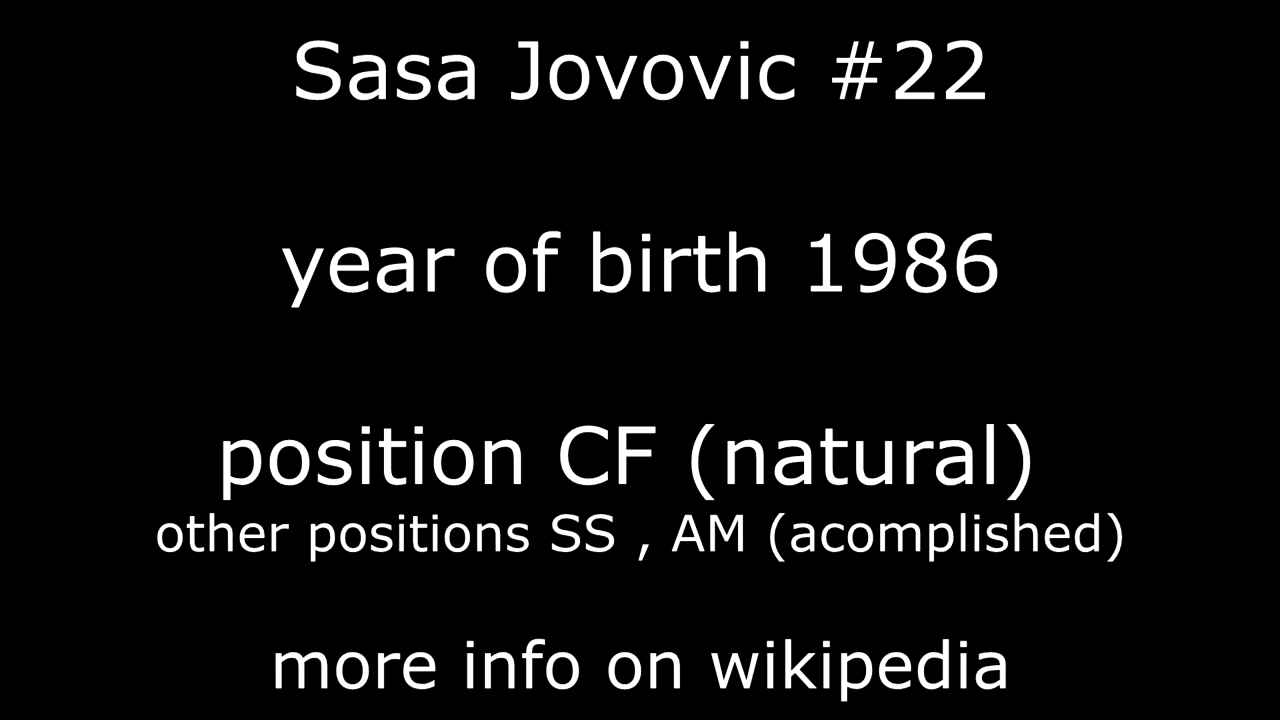 Sasa Jovovic #22
year of birth 1986
position CF (natural)
other positions SS , AM (acomplished)
more info on wikipedia